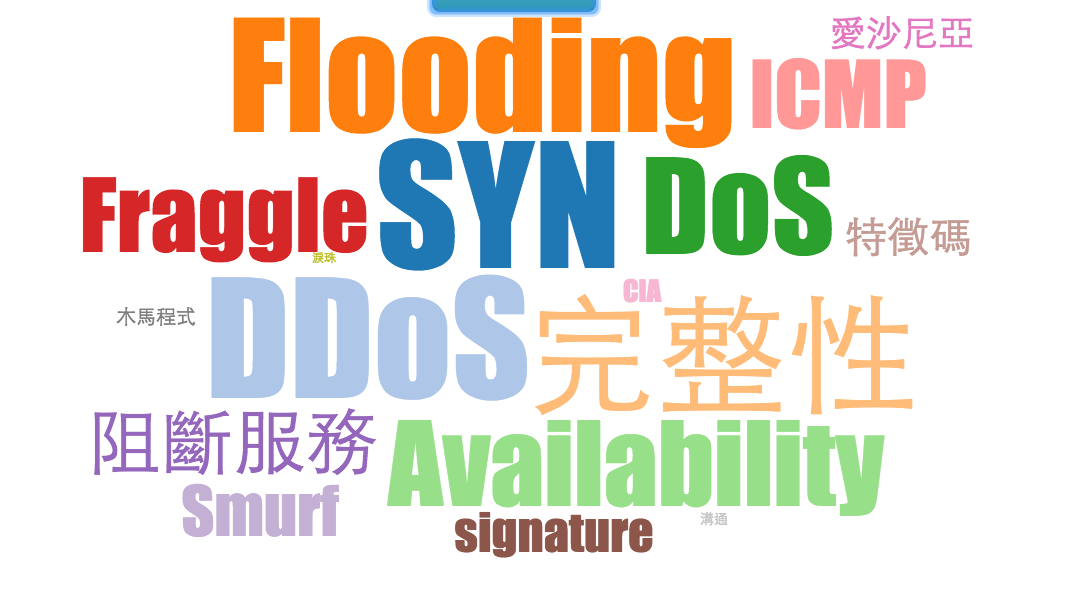 愛沙尼亞
Flooding ICMP
Fraggle SYN DoS 特徵碼
淚珠
木馬程式 DDoS CIA 完整性
阻斷服務 Availability
Smurf signature 溝通